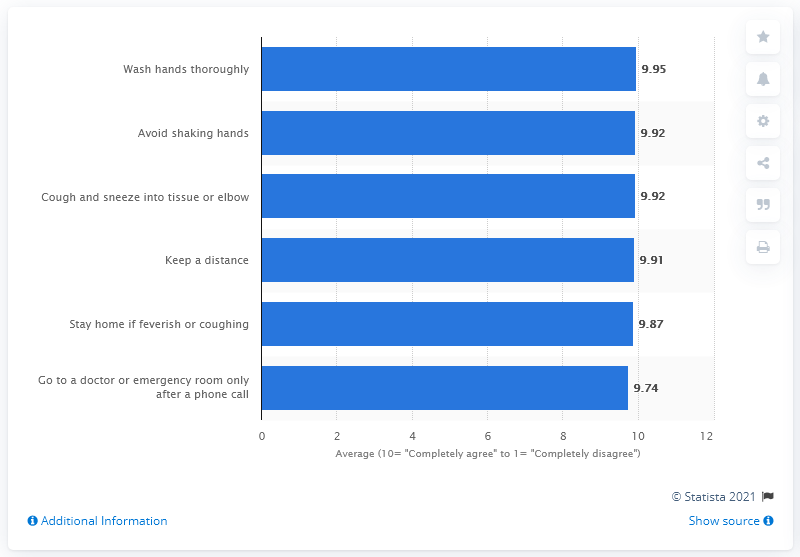 Wash hands thoroughly 9.95
Avoid shaking hands 9.92
Cough and sneeze into tissue or elbow 9.92
Keep a distance 9.91
Stay home if feverish or coughing 9.87
Go to a doctor or emergency room only
after a phone call 9.74
0 2 4 6 8 10 12
Average (10= "Completely agree" to 1= "Completely disagree")
© Statista 2021
Additional Information
Show source